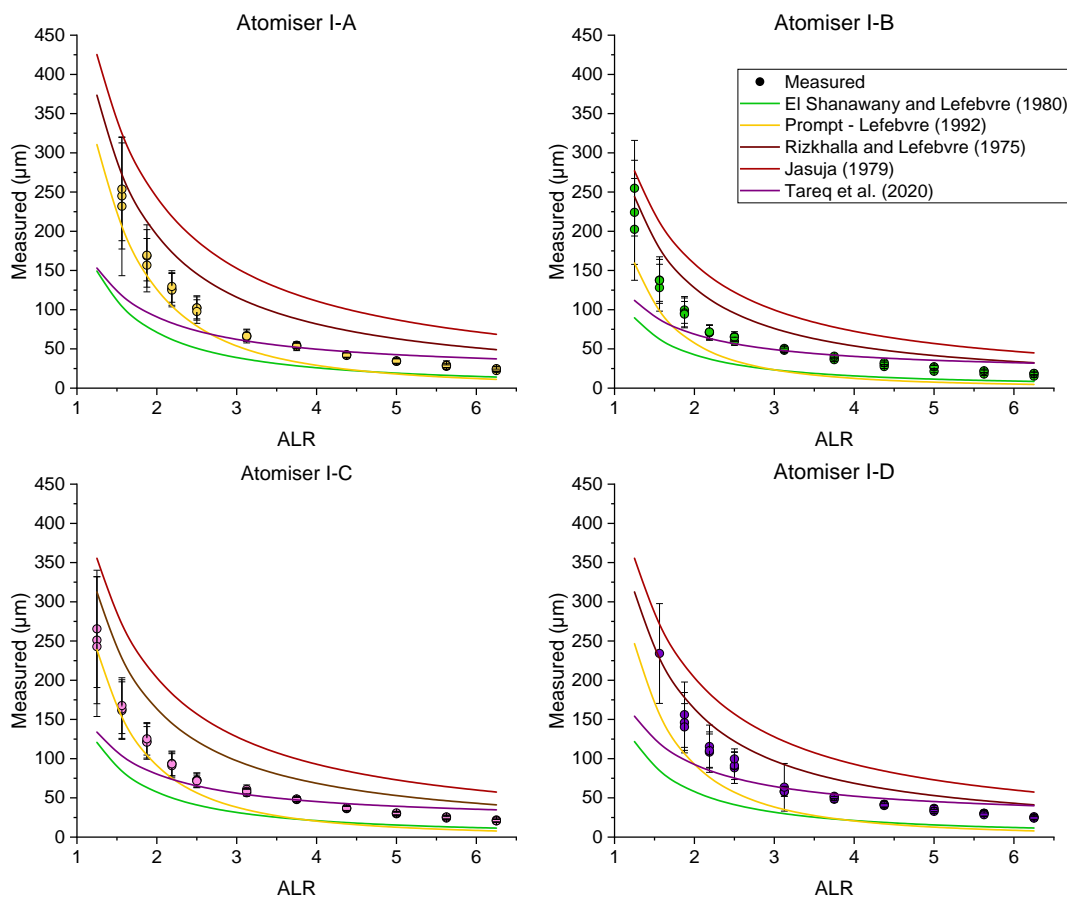 Atomiser I-A
Measured (µm)
450
400
350
300
250
200
150
100
50
0
1 2 3 4 5 6
ALR
Atomiser I-B
Measured (µm)
450
400
350
300
250
200
150
100
50
0
1 2 3 4 5 6
ALR
Measured
El Shanawany and Lefebvre (1980)
Prompt - Lefebvre (1992)
Rizkhalla and Lefebvre (1975)
Jasuja (1979)
Tareq et al. (2020)
Atomiser I-C
Measured (µm)
450
400
350
300
250
200
150
100
50
0
1 2 3 4 5 6
ALR
Atomiser I-D
Measured (µm)
450
400
350
300
250
200
150
100
50
0
1 2 3 4 5 6
ALR